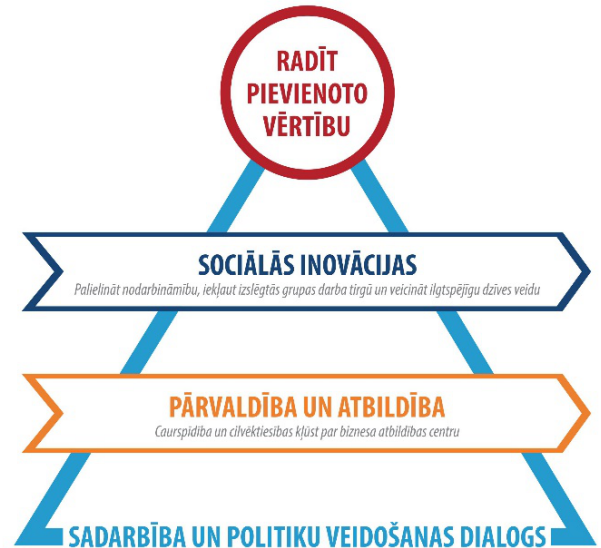 RADĪT
PIEVIENOTO
VĒRTĪBU
SOCIĀLĀS INOVĀCIJAS
Palielināt nodarbināmību, iekļaut izslēgtās grupas darba tirgū un veicināt ilgtspējīgu dzīves veidu
PĀRVALDĪBA UN ATBILDĪBA
Caurspīdība un cilvēktiesības kļūst par biznesa atbildības centru
SADARBĪBA UN POLITIKU VEIDOŠANAS DIALOGS